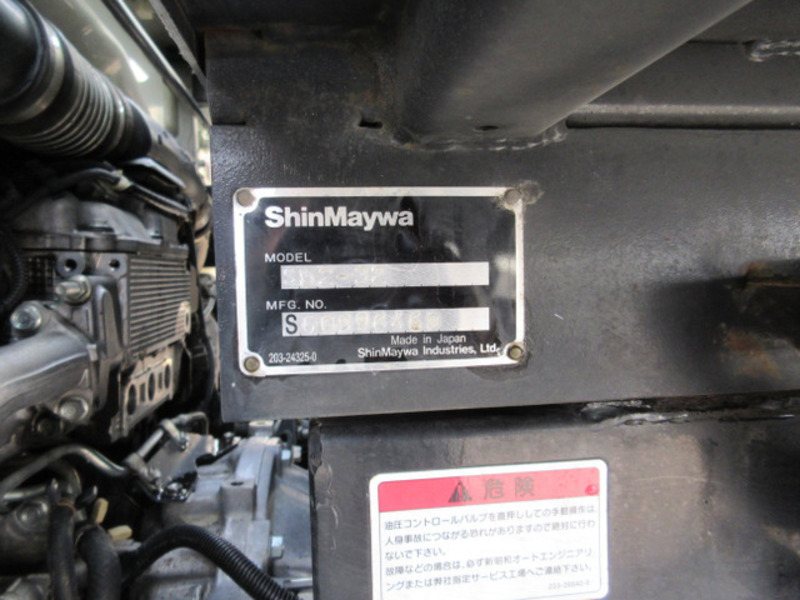 ShinMaywa
MODEL
MFG. NO.
S
Made in Japan
203-24325-0
ShinMaywa Industries, Ltd.
危険
油圧コントロールバルブを直押ししての手動操作は
人身事故につながる恐れがありますので絶対に行わ
ないで下さい。
故障などの場合は、必ず新明和オートエンジニアリ
ングまたは弊社指定サービス工場へご連絡下さい。